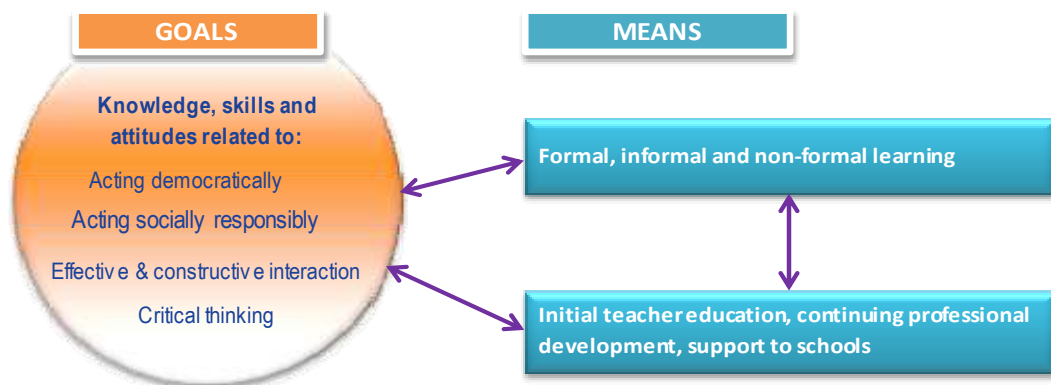 GOALS
MEANS
Knowledge, skills and
attitudes related to:
Acting democratically
Acting socially responsibly
Effective & constructive interaction
Critical thinking
Formal, informal and non-formal learning
Initial teacher education, continuing professional
development, support to schools